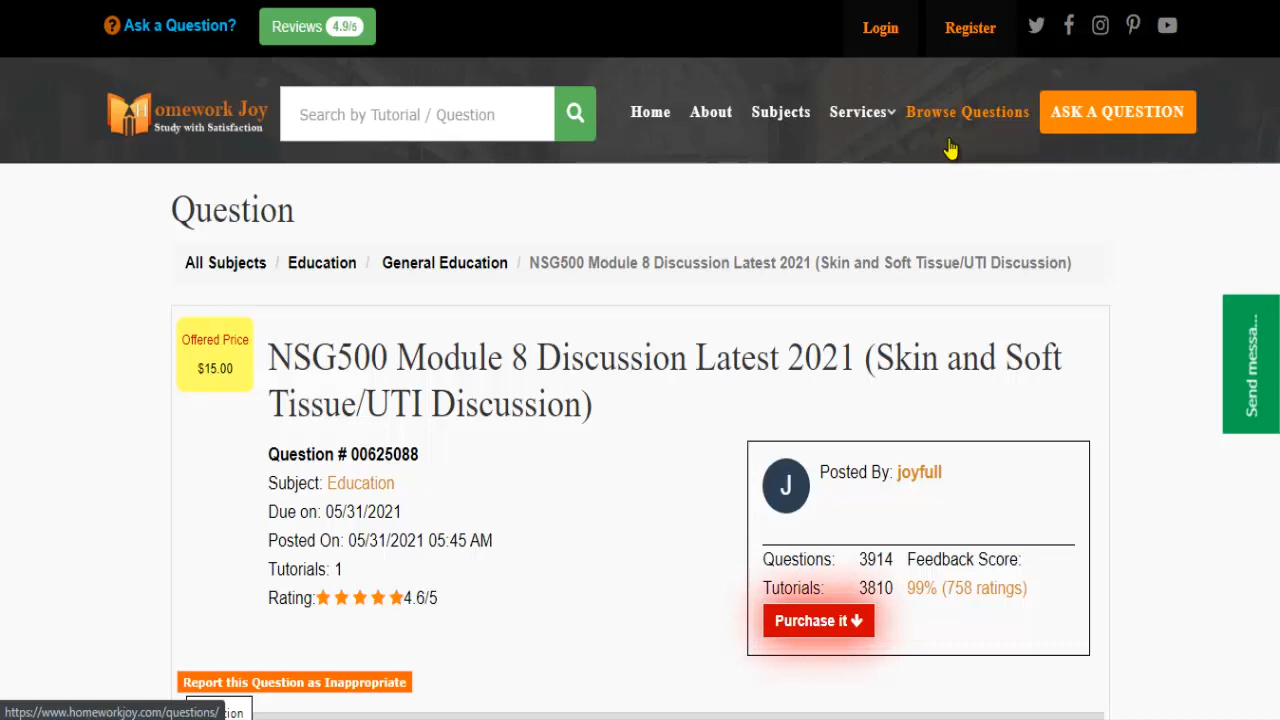 Ask a Question?
Reviews 4.9/5
Login
Register
Homework Joy
Study with Satisfaction
Search by Tutorial / Question
Home
About
Subjects
Services
Browse Questions
ASK A QUESTION
Question
All Subjects / Education / General Education / NSG500 Module 8 Discussion Latest 2021 (Skin and Soft Tissue/UTI Discussion)
Offered Price
$15.00
NSG500 Module 8 Discussion Latest 2021 (Skin and Soft
Tissue/UTI Discussion)
Question # 00625088
Subject: Education
Due on: 05/31/2021
Posted On: 05/31/2021 05:45 AM
Tutorials: 1
Rating: 4.6/5
J
Posted By: joyfull
Questions: 3914 Feedback Score:
Tutorials: 3810 99% (758 ratings)
Purchase it
Report this Question as Inappropriate
Send messa...
https://www.homeworkjoy.com/questions/